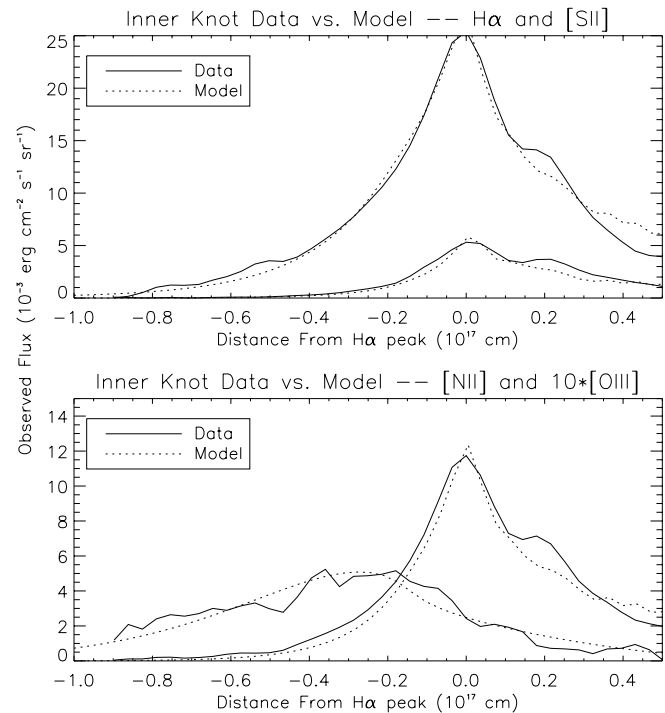 Inner Knot Data vs. Model −− Hα and [SII]
25
20
15
10
5
0
Data
Model
-1.0 -0.8 -0.6 -0.4 -0.2 0.0 0.2 0.4
Distance From Hα peak (10¹⁷ cm)
Observed Flux (10⁻³ erg cm⁻² s⁻¹ sr⁻¹)
Inner Knot Data vs. Model −− [NII] and 10*[OIII]
14
12
10
8
6
4
2
0
Data
Model
-1.0 -0.8 -0.6 -0.4 -0.2 0.0 0.2 0.4
Distance From Hα peak (10¹⁷ cm)